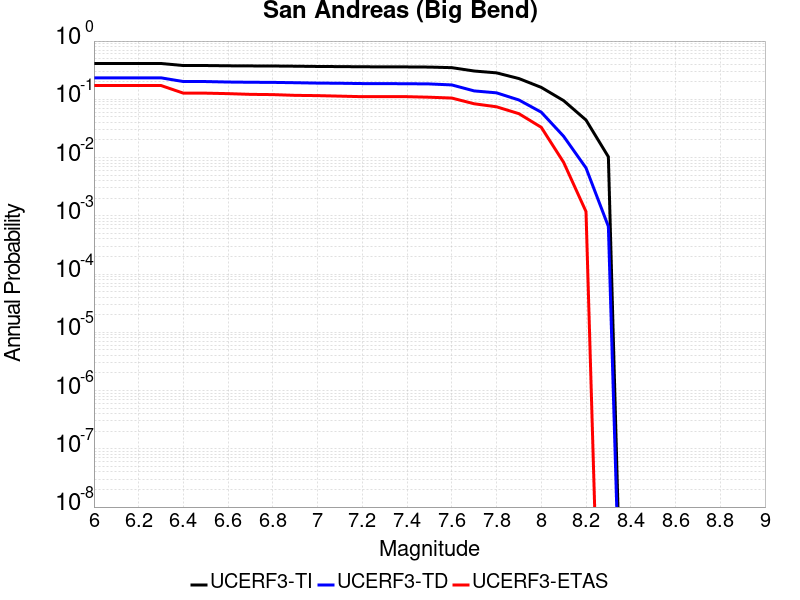 San Andreas (Big Bend)
10^0
10^-1
10^-2
10^-3
10^-4
10^-5
10^-6
10^-7
10^-8
Annual Probability
6 6.2 6.4 6.6 6.8 7 7.2 7.4 7.6 7.8 8 8.2 8.4 8.6 8.8 9
Magnitude
UCERF3-TI UCERF3-TD UCERF3-ETAS